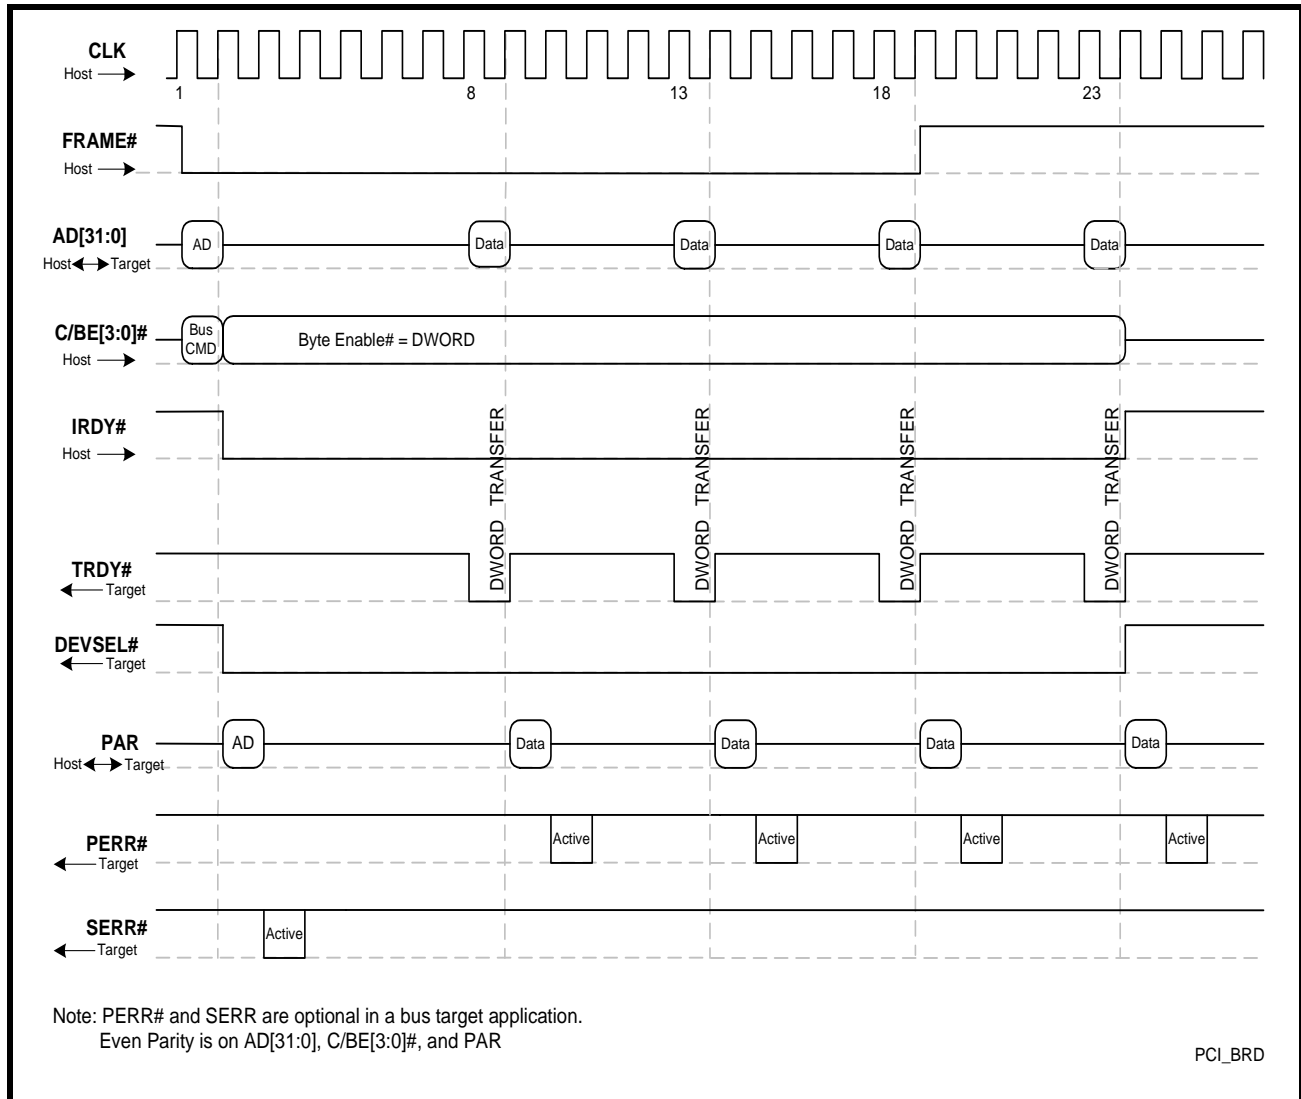 CLK
Host
1 8 13 18 23
FRAME#
Host
AD[31:0]
Host Target
AD Data Data Data Data
C/BE[3:0]#
Host
Bus
CMD
Byte Enable# = DWORD
IRDY#
Host
DWORD TRANSFER
DWORD TRANSFER
DWORD TRANSFER
DWORD TRANSFER
TRDY#
Target
DEVSEL#
Target
PAR
Host Target
AD Data Data Data Data
PERR#
Target
Active Active Active Active
SERR#
Target
Active
Note: PERR# and SERR are optional in a bus target application.
Even Parity is on AD[31:0], C/BE[3:0]#, and PAR
PCI_BRD